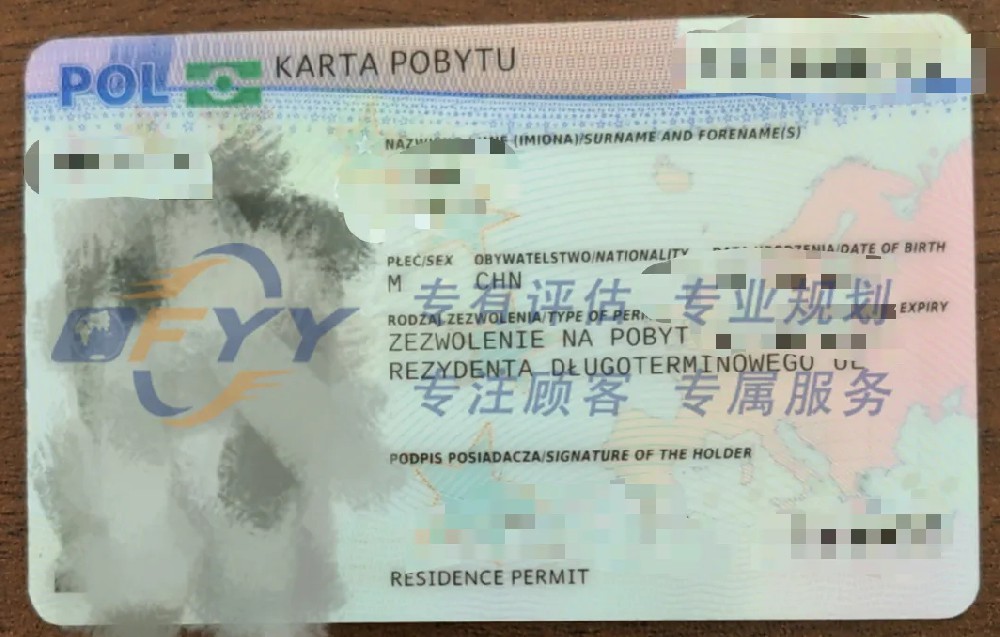 POL KARTA POBYTU
(IMIONA)/SURNAME AND FORENAME(S)
PŁEĆ/SEX OBYWATELSTWO/NATIONALITY /DATE OF BIRTH
M CHN
专有评估 专业规划
RODZAJ ZEZWOLENIA/TYPE OF EXPIRY
ZEZWOLENIE NA POBYT
OFYY
REZYDENTA DŁUGOTERMINOWEGO UE
专注顾客 专属服务
PODPIS POSIADACZA/SIGNATURE OF THE HOLDER
RESIDENCE PERMIT